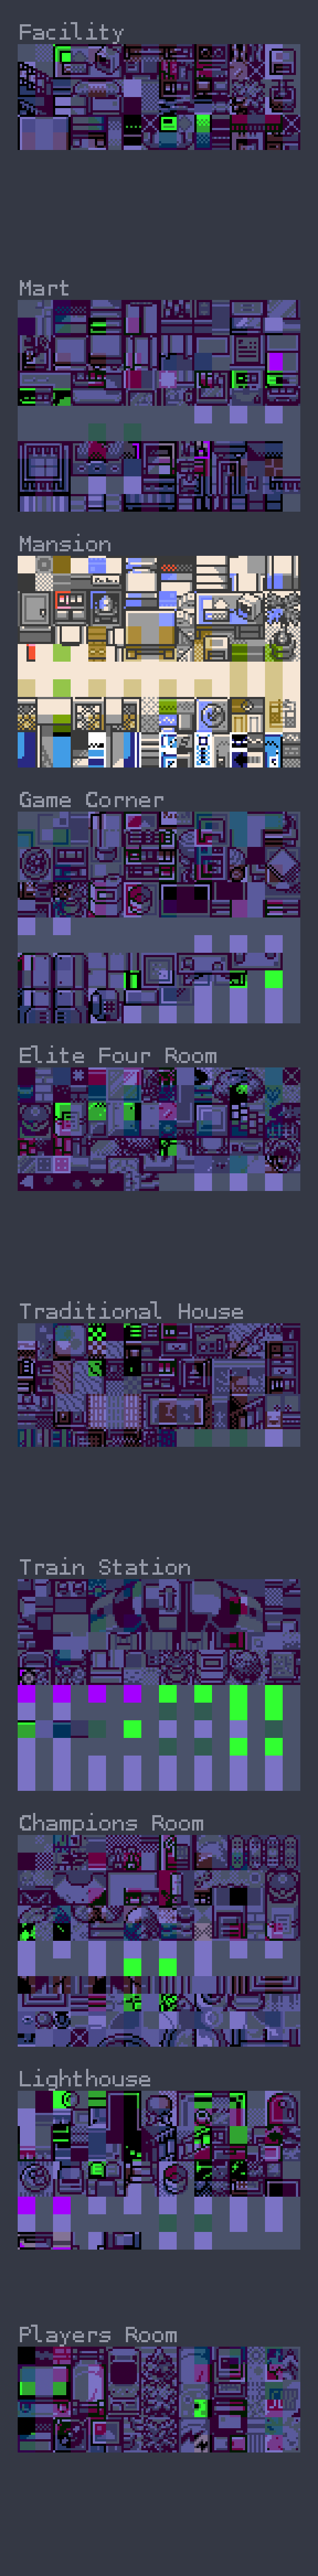 Facility
Mart
Mansion
Game Corner
Elite Four Room
Traditional House
Train Station
Champions Room
Lighthouse
Players Room